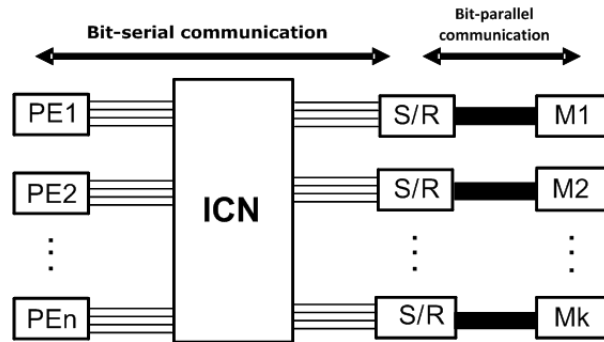 Bit-serial communication
Bit-parallel
communication
PE1
S/R
M1
PE2
ICN
S/R
M2
PEn
S/R
Mk